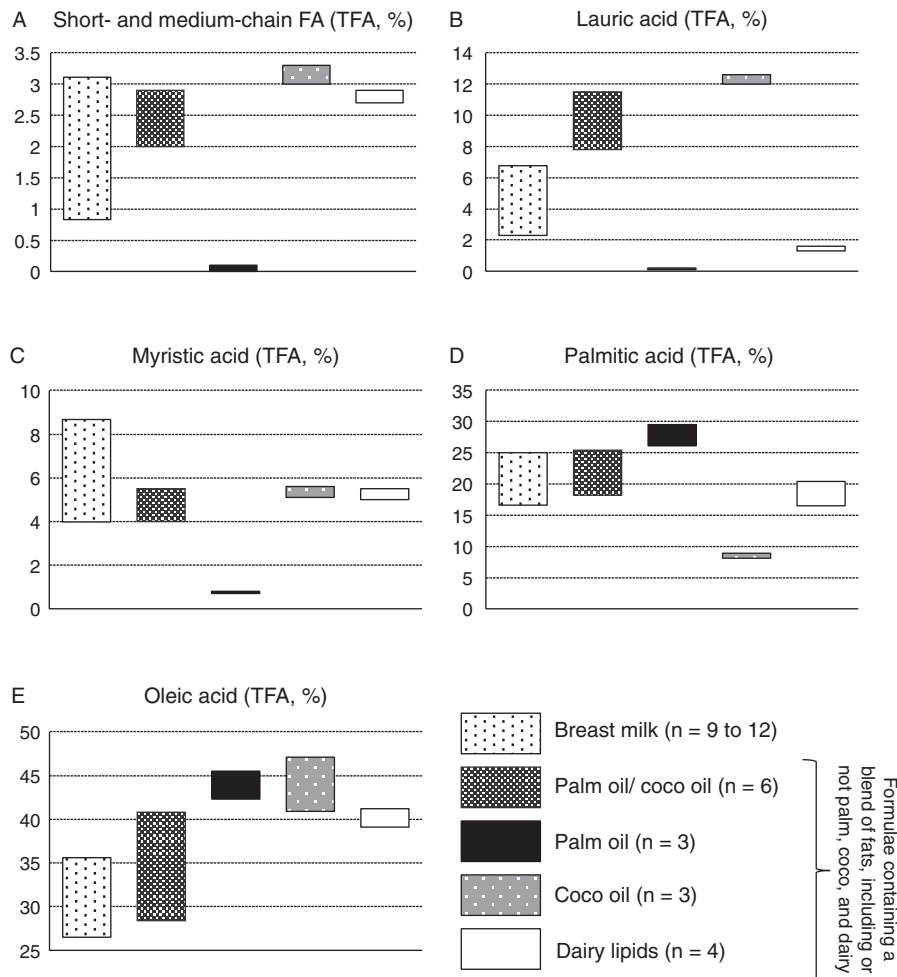 A Short- and medium-chain FA (TFA, %)
3.5
3
2.5
2
1.5
1
0.5
0
B Lauric acid (TFA, %)
14
12
10
8
6
4
2
0
C Myristic acid (TFA, %)
10
8
6
4
2
0
D Palmitic acid (TFA, %)
35
30
25
20
15
10
5
0
E Oleic acid (TFA, %)
50
45
40
35
30
25
Breast milk (n = 9 to 12)
Palm oil/ coco oil (n = 6)
Palm oil (n = 3)
Coco oil (n = 3)
Dairy lipids (n = 4)
Formulae containing a
blend of fats, including or
not palm, coco, and dairy